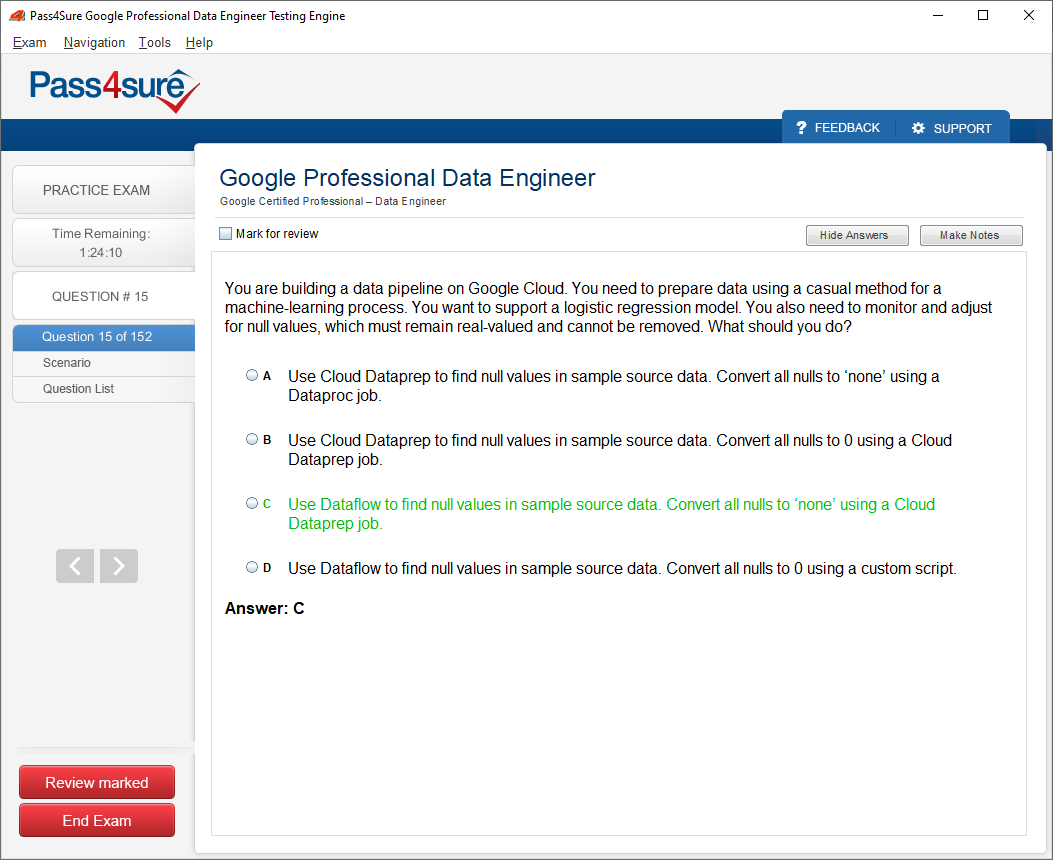 Pass4Sure Google Professional Data Engineer Testing Engine
Exam Navigation Tools Help
Pass4sure
? FEEDBACK SUPPORT
PRACTICE EXAM
Time Remaining:
1:24:10
QUESTION # 15
Question 15 of 152
Scenario
Question List
Google Professional Data Engineer
Google Certified Professional – Data Engineer
Mark for review
Hide Answers Make Notes
You are building a data pipeline on Google Cloud. You need to prepare data using a casual method for a
machine-learning process. You want to support a logistic regression model. You also need to monitor and adjust
for null values, which must remain real-valued and cannot be removed. What should you do?
A Use Cloud Dataprep to find null values in sample source data. Convert all nulls to ‘none’ using a
Dataproc job.
B Use Cloud Dataprep to find null values in sample source data. Convert all nulls to 0 using a Cloud
Dataprep job.
C Use Dataflow to find null values in sample source data. Convert all nulls to ‘none’ using a Cloud
Dataprep job.
D Use Dataflow to find null values in sample source data. Convert all nulls to 0 using a custom script.
Answer: C
Review marked
End Exam